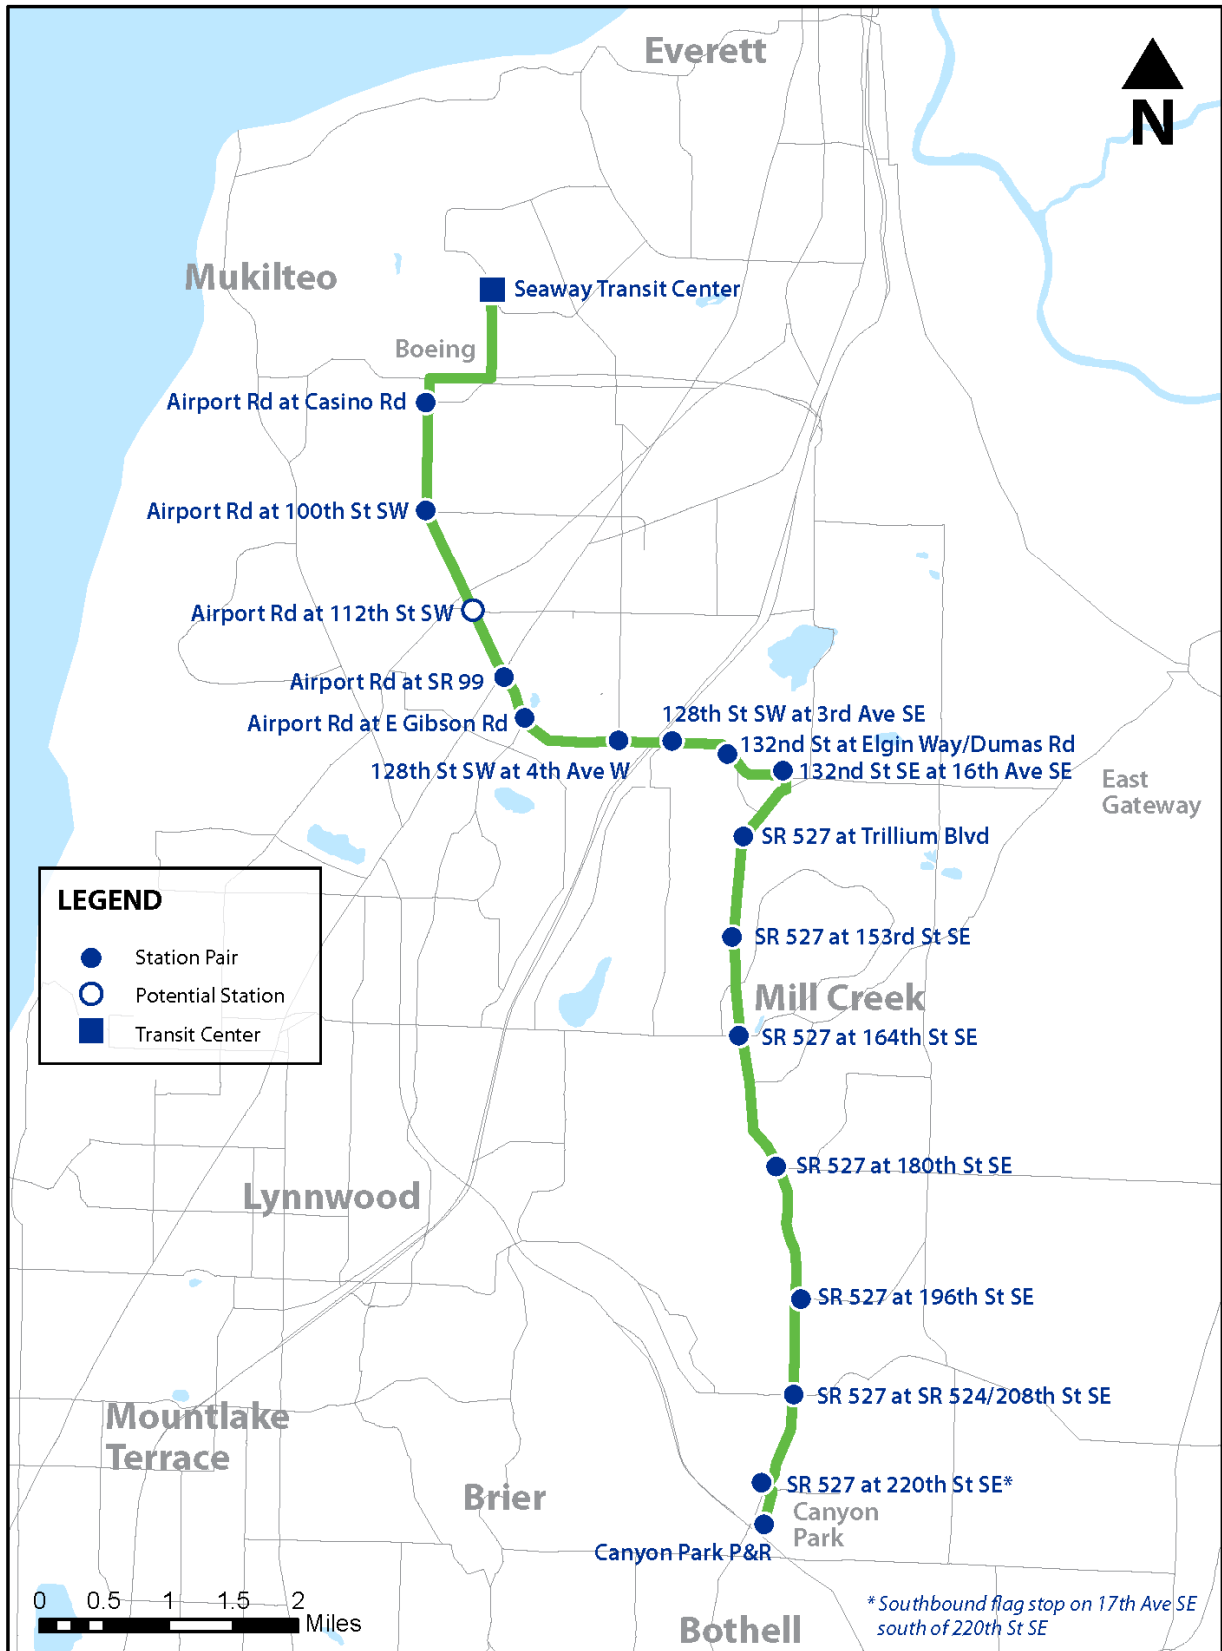 Everett
N
Mukilteo
Seaway Transit Center
Boeing
Airport Rd at Casino Rd
Airport Rd at 100th St SW
Airport Rd at 112th St SW
Airport Rd at SR 99
Airport Rd at E Gibson Rd
128th St SW at 3rd Ave SE
132nd St at Elgin Way/Dumas Rd
128th St SW at 4th Ave W
132nd St SE at 16th Ave SE
East
Gateway
SR 527 at Trillium Blvd
LEGEND
Station Pair
Potential Station
Transit Center
SR 527 at 153rd St SE
Mill Creek
SR 527 at 164th St SE
SR 527 at 180th St SE
Lynnwood
SR 527 at 196th St SE
SR 527 at SR 524/208th St SE
Mountlake
Terrace
SR 527 at 220th St SE*
Brier
Canyon
Park
Canyon Park P&R
0 0.5 1 1.5 2
Miles
* Southbound flag stop on 17th Ave SE
south of 220th St SE
Bothell